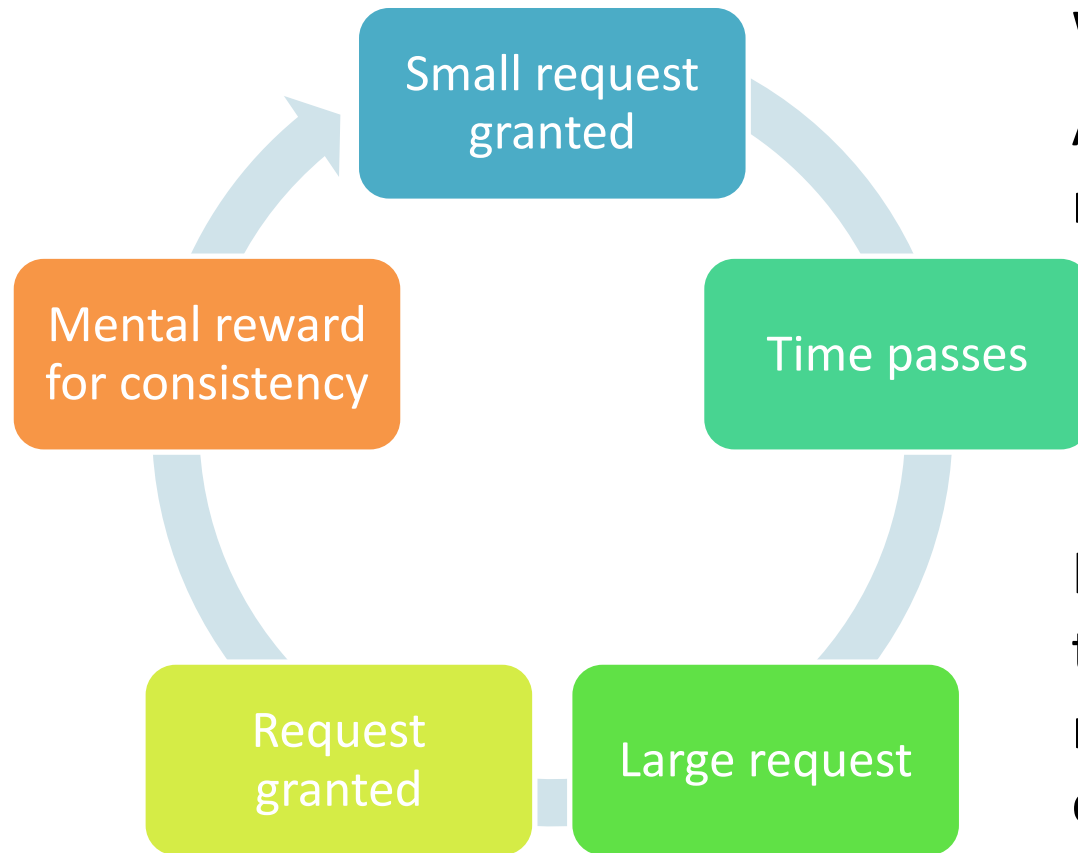 Small request
granted
Time passes
Large request
Request
granted
Mental reward
for consistency